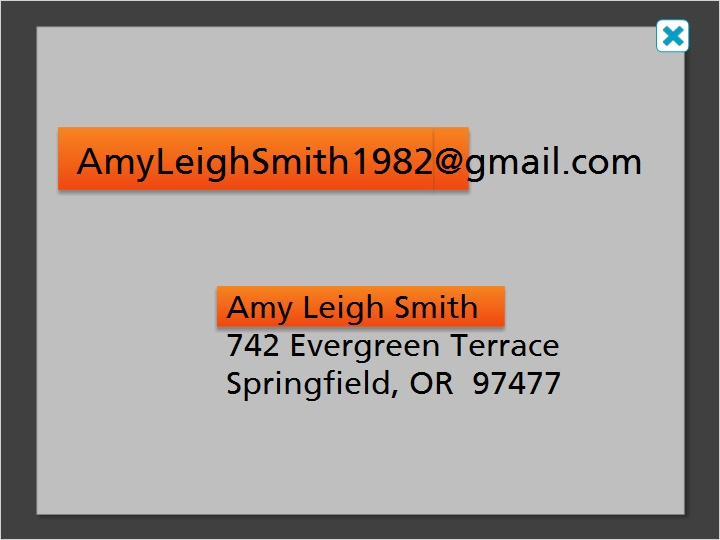 AmyLeighSmith1982@gmail.com
Amy Leigh Smith
742 Evergreen Terrace
Springfield, OR  97477